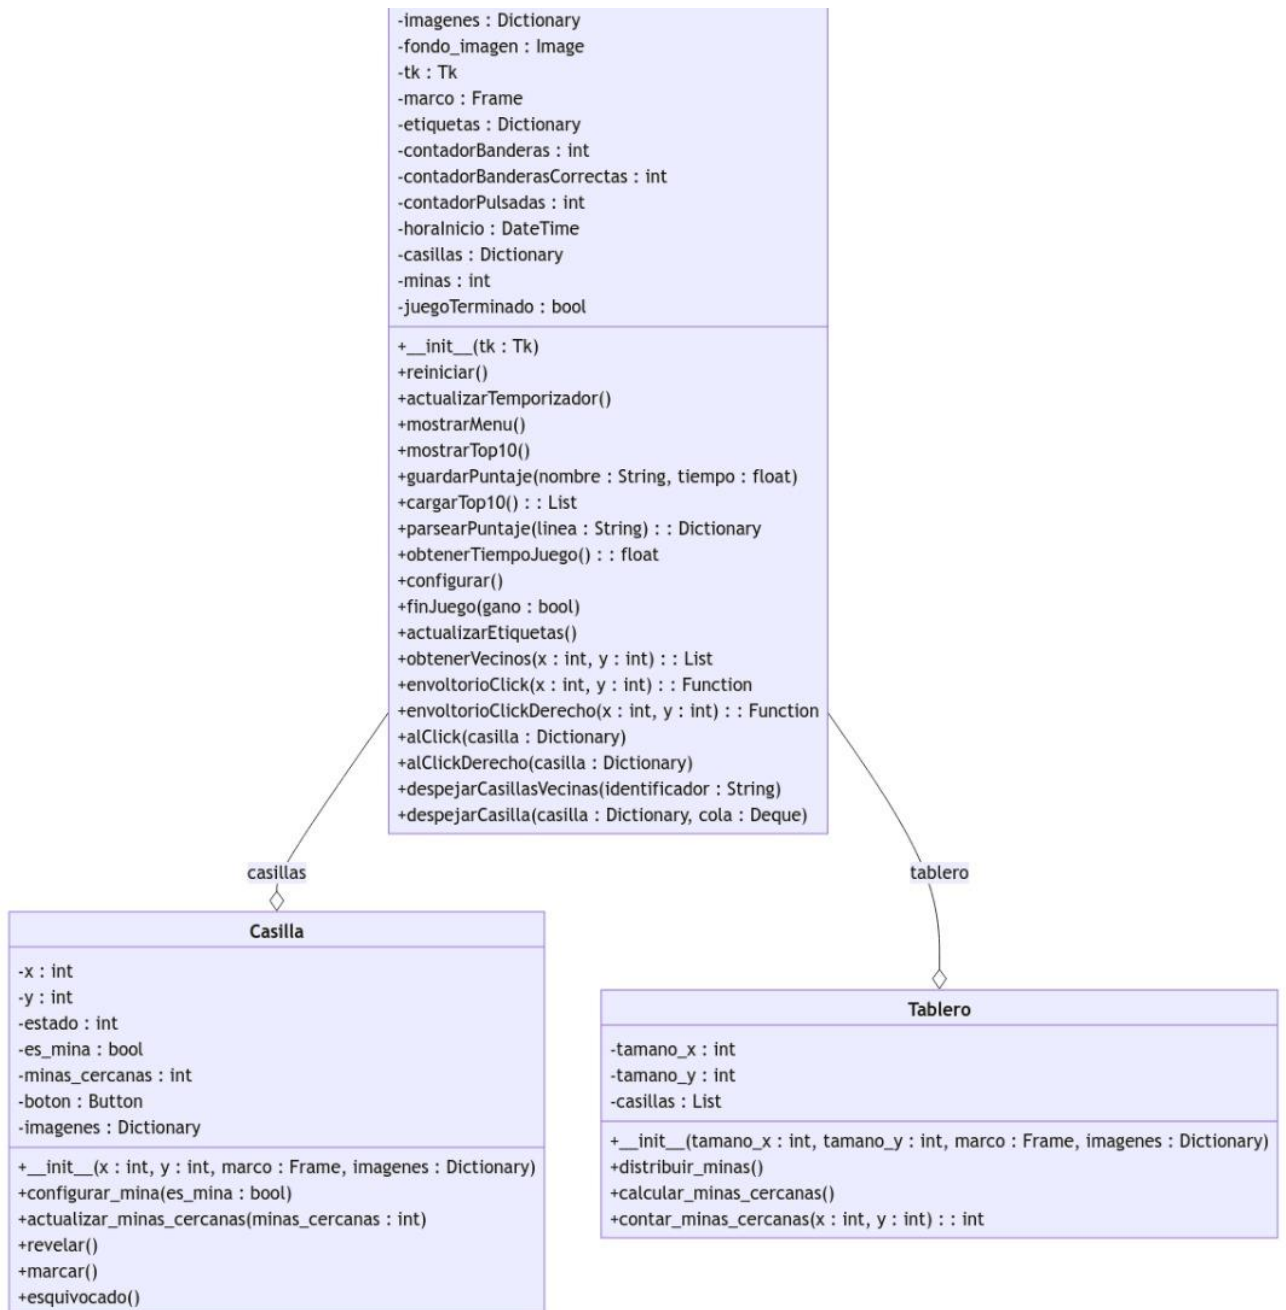 -imagenes : Dictionary
-fondo_imagen : Image
-tk : Tk
-marco : Frame
-etiquetas : Dictionary
-contadorBanderas : int
-contadorBanderasCorrectas : int
-contadorPulsadas : int
-horaInicio : DateTime
-casillas : Dictionary
-minas : int
-juegoTerminado : bool
+__init__(tk : Tk)
+reiniciar()
+actualizarTemporizador()
+mostrarMenu()
+mostrarTop10()
+guardarPuntaje(nombre : String, tiempo : float)
+cargarTop10() : : List
+parsearPuntaje(linea : String) : : Dictionary
+obtenerTiempoJuego() : : float
+configurar()
+finJuego(gano : bool)
+actualizarEtiquetas()
+obtenerVecinos(x : int, y : int) : : List
+envoltorioClick(x : int, y : int) : : Function
+envoltorioClickDerecho(x : int, y : int) : : Function
+alClick(casilla : Dictionary)
+alClickDerecho(casilla : Dictionary)
+despejarCasillasVecinas(identificador : String)
+despejarCasilla(casilla : Dictionary, cola : Deque)
casillas
tablero
Casilla
-x : int
-y : int
-estado : int
-es_mina : bool
-minas_cercanas : int
-boton : Button
-imagenes : Dictionary
+__init__(x : int, y : int, marco : Frame, imagenes : Dictionary)
+configurar_mina(es_mina : bool)
+actualizar_minas_cercanas(minas_cercanas : int)
+revelar()
+marcar()
+esquivocado()
Tablero
-tamano_x : int
-tamano_y : int
-casillas : List
+__init__(tamano_x : int, tamano_y : int, marco : Frame, imagenes : Dictionary)
+distribuir_minas()
+calcular_minas_cercanas()
+contar_minas_cercanas(x : int, y : int) : : int